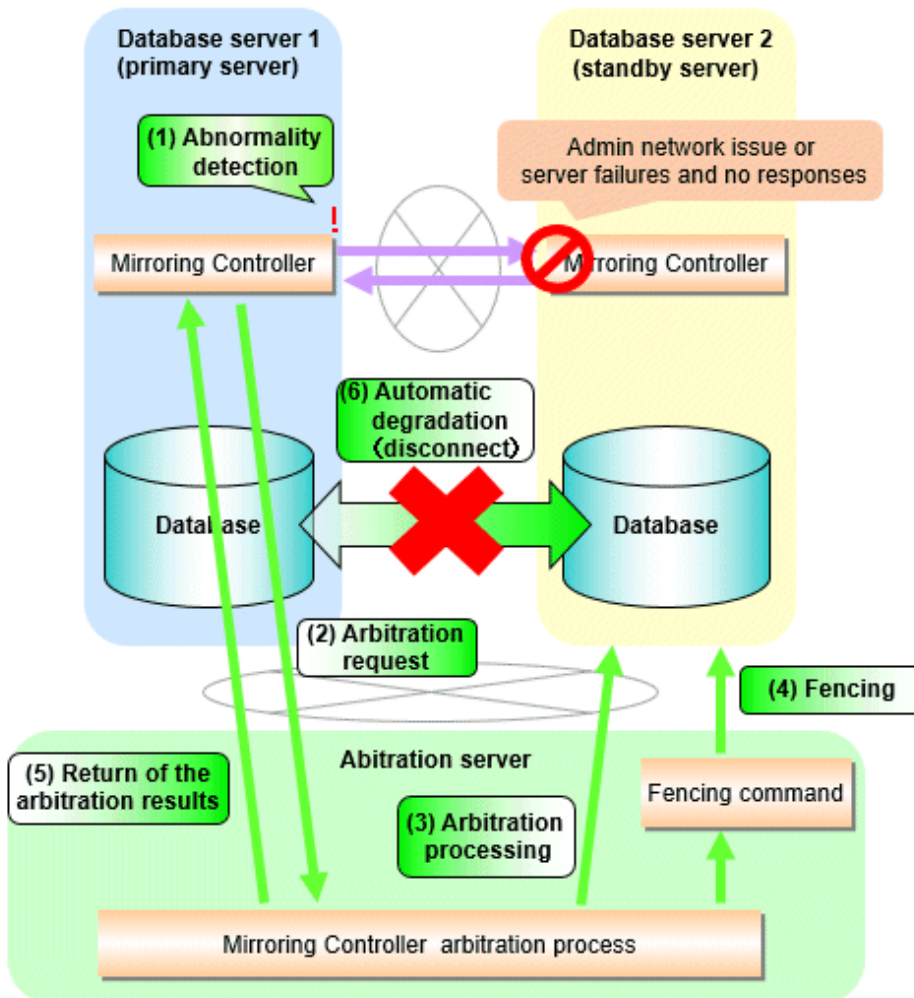 Database server 1
(primary server)
Database server 2
(standby server)
(1) Abnormality
detection
Admin network issue or
server failures and no responses
!
Mirroring Controller
Mirroring Controller
(6) Automatic
degradation
(disconnect)
Database
Database
(2) Arbitration
request
(4) Fencing
Abitration server
(5) Return of the
arbitration results
Fencing command
(3) Arbitration
processing
Mirroring Controller arbitration process